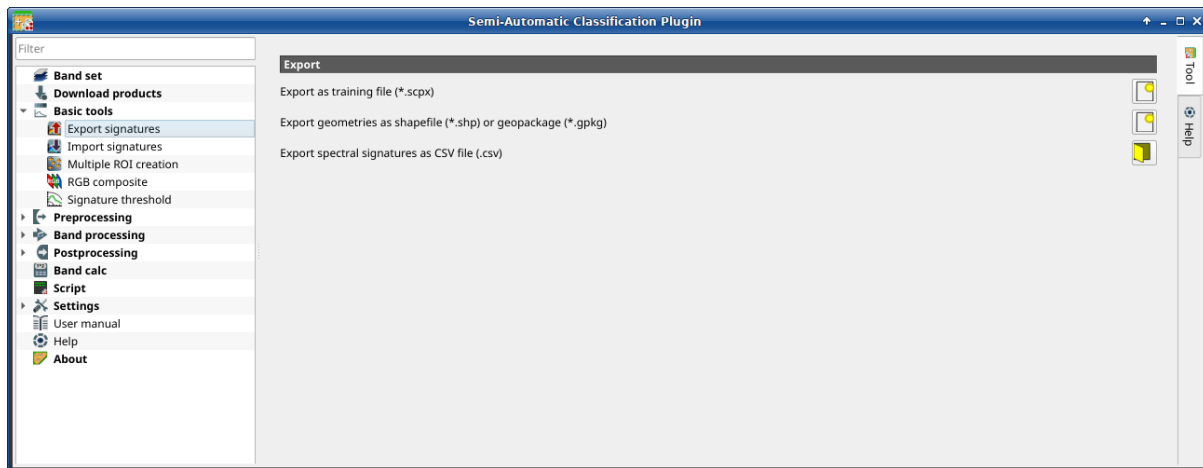 Semi-Automatic Classification Plugin
Filter
Band set
Download products
Basic tools
Export signatures
Import signatures
Multiple ROI creation
RGB composite
Signature threshold
Preprocessing
Band processing
Postprocessing
Band calc
Script
Settings
User manual
Help
About
Export
Export as training file (*.scpx)
Export geometries as shapefile (*.shp) or geopackage (*.gpkg)
Export spectral signatures as CSV file (.csv)
Tool
Help